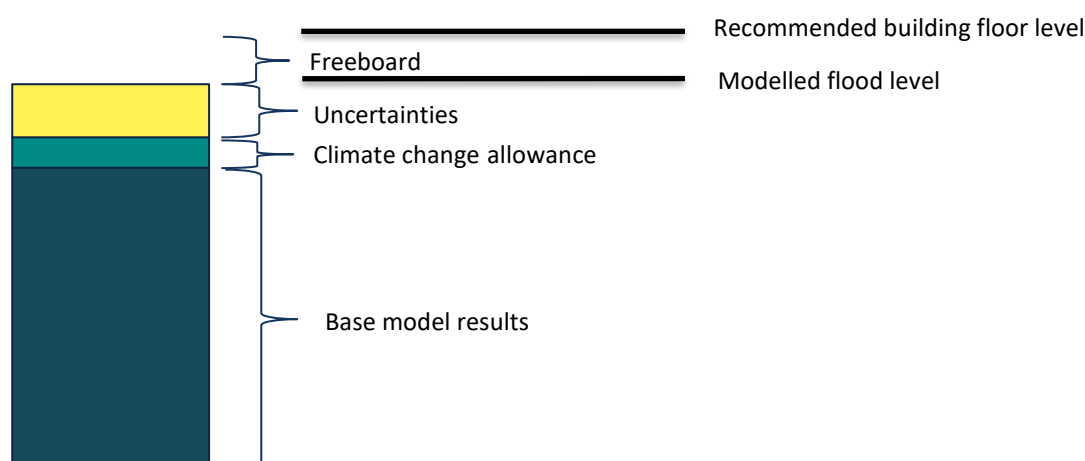 Recommended building floor level
Freeboard
Modelled flood level
Uncertainties
Climate change allowance
Base model results